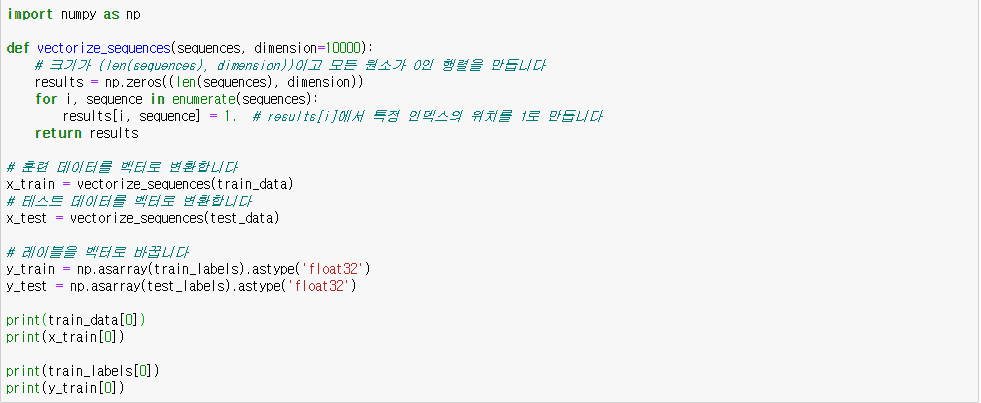 import numpy as np

def vectorize_sequences(sequences, dimension=10000):
    # 크기가 (len(sequences), dimension))이고 모든 원소가 0인 행렬을 만듭니다
    results = np.zeros((len(sequences), dimension))
    for i, sequence in enumerate(sequences):
        results[i, sequence] = 1.  # results[i]에서 특정 인덱스의 위치를 1로 만듭니다
    return results

# 훈련 데이터를 벡터로 변환합니다
x_train = vectorize_sequences(train_data)
# 테스트 데이터를 벡터로 변환합니다
x_test = vectorize_sequences(test_data)

# 레이블을 벡터로 바꿉니다
y_train = np.asarray(train_labels).astype('float32')
y_test = np.asarray(test_labels).astype('float32')

print(train_data[0])
print(x_train[0])

print(train_labels[0])
print(y_train[0])